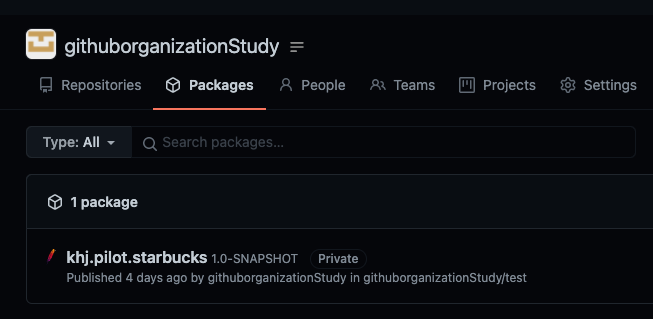 githuborganizationStudy
Repositories Packages People Teams Projects Settings
Type: All Search packages...
1 package
khj.pilot.starbucks 1.0-SNAPSHOT Private
Published 4 days ago by githuborganizationStudy in githuborganizationStudy/test